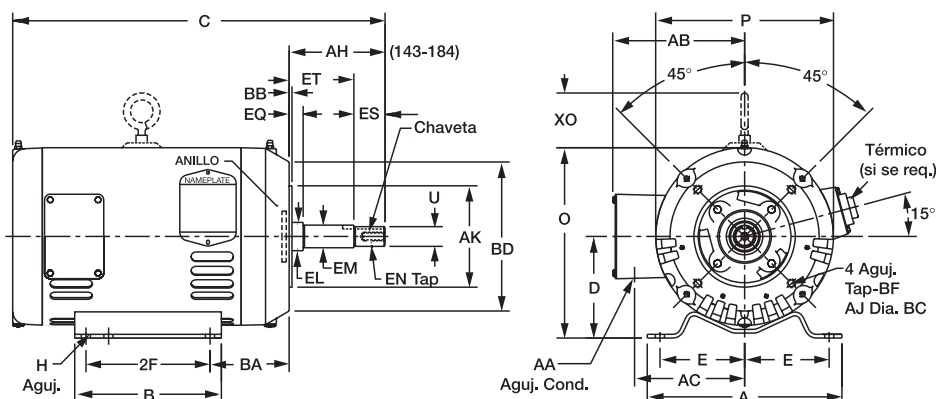 C
AH
(143-184)
ET
BB
EQ
ES
Chaveta
ANILLO
NAMEPLATE
U
AK
BD
EL
EM
EN Tap
H
Aguj.
2F
BA
B
P
AB
45°
45°
XO
Térmico
(si se req.)
15°
O
D
4 Aguj.
Tap-BF
AJ Dia. BC
E
E
AA
Aguj. Cond.
AC
A